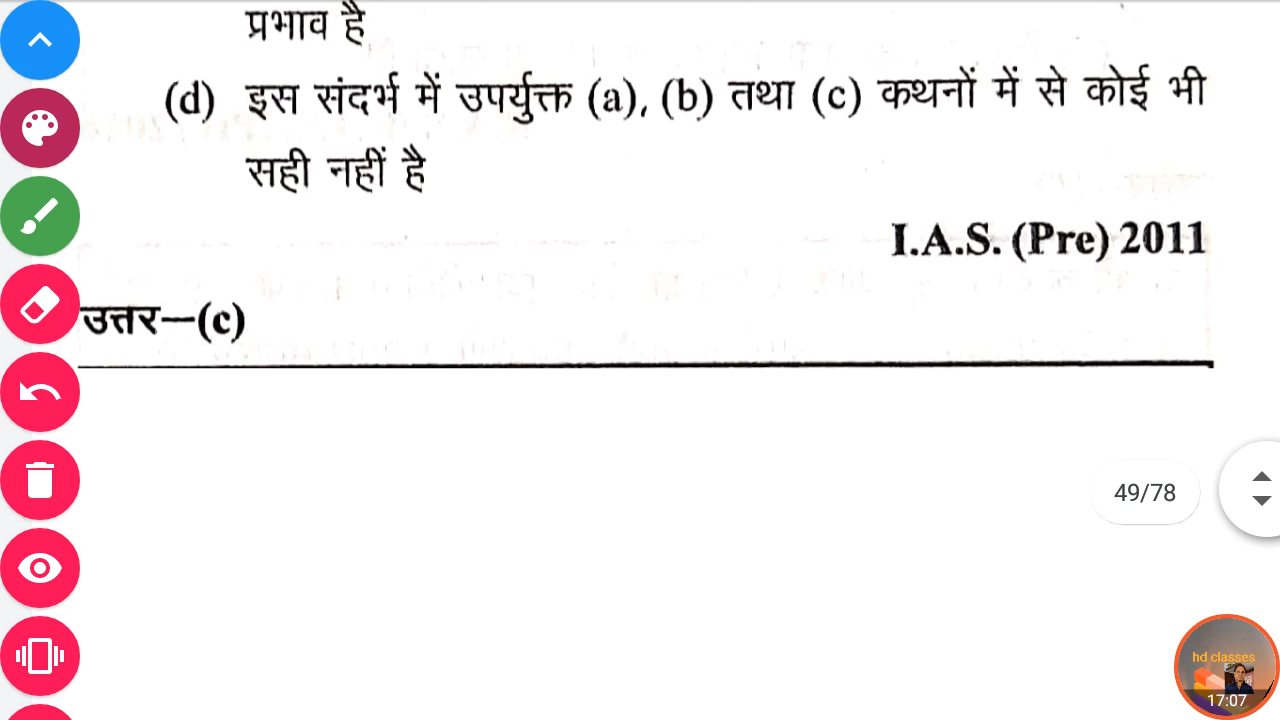 प्रभाव है
(d) इस संदर्भ में उपर्युक्त (a), (b) तथा (c) कथनों में से कोई भी
सही नहीं है
I.A.S. (Pre) 2011
उत्तर—(c)
49/78
hd classes
17:07